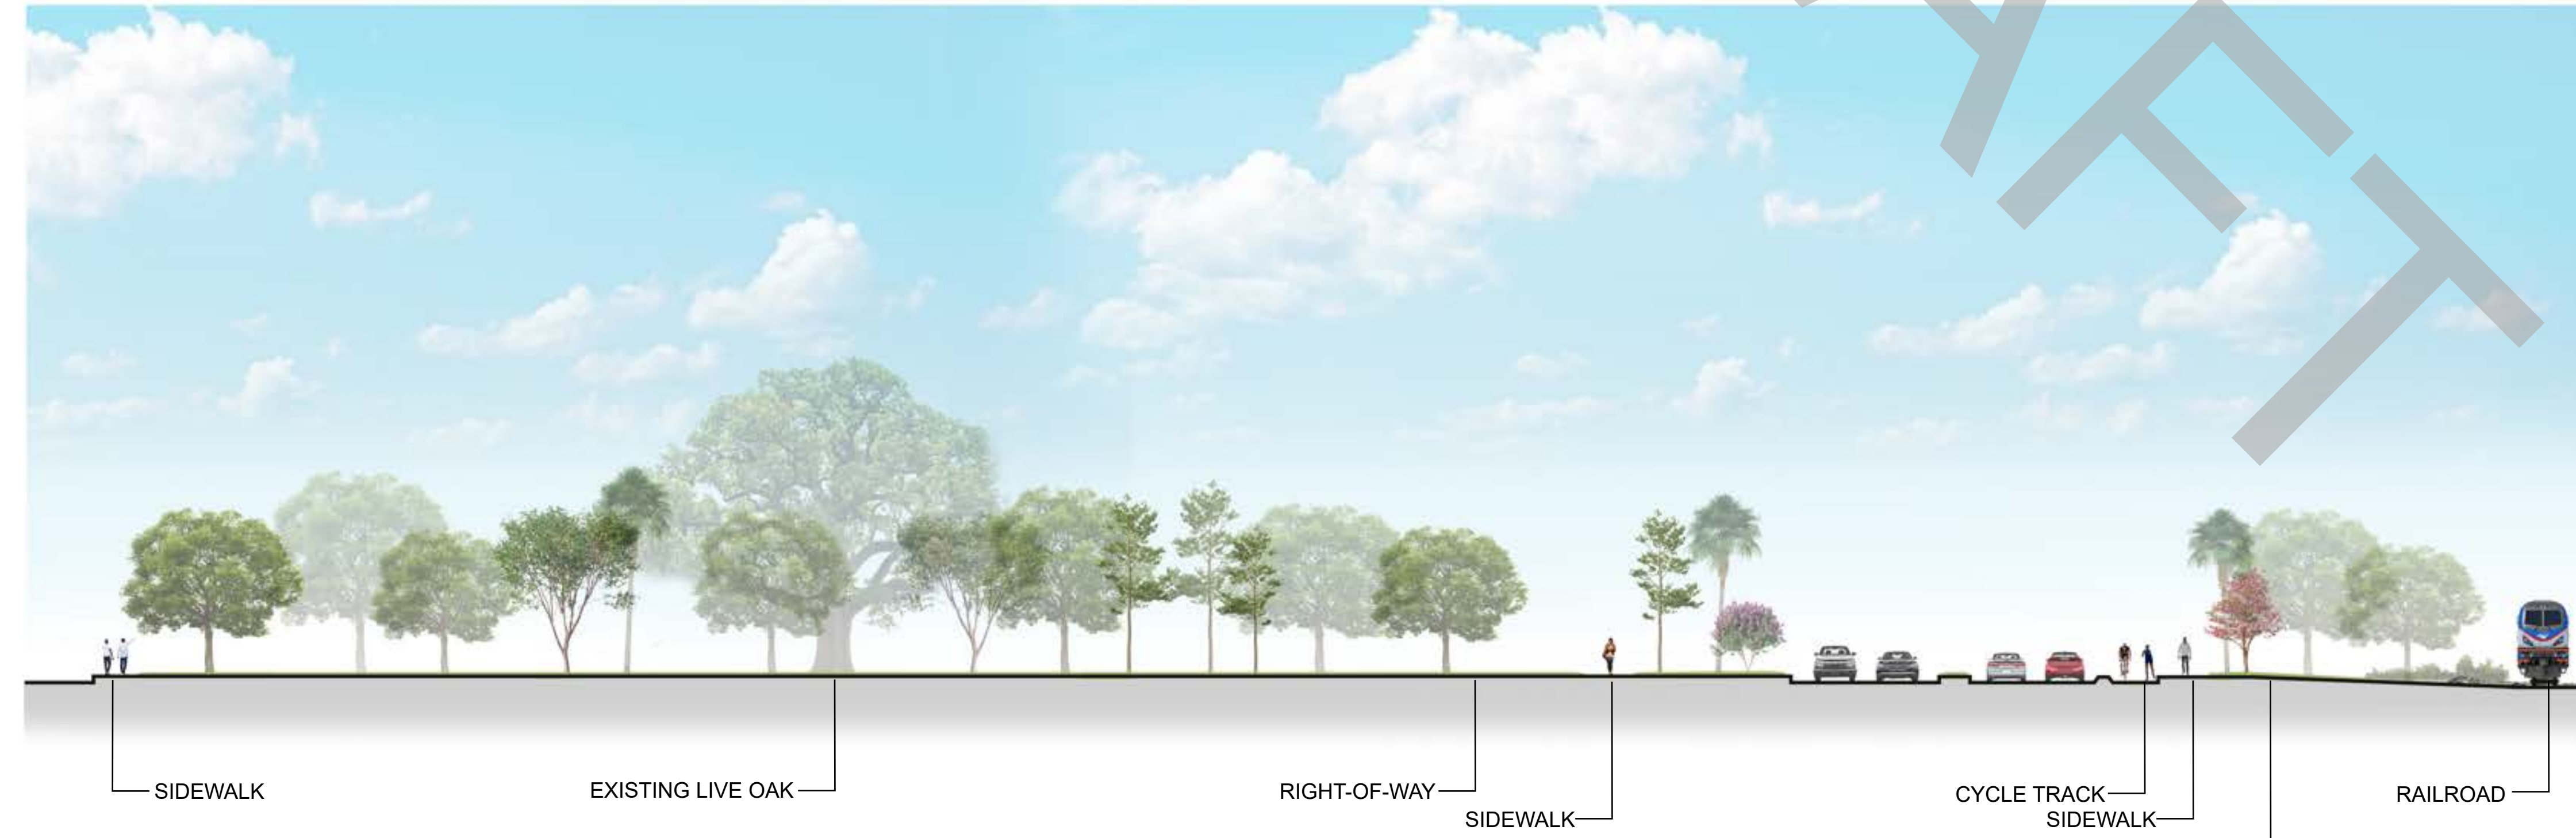 SIDEWALK
EXISTING LIVE OAK
RIGHT-OF-WAY
SIDEWALK
CYCLE TRACK
SIDEWALK
RAILROAD